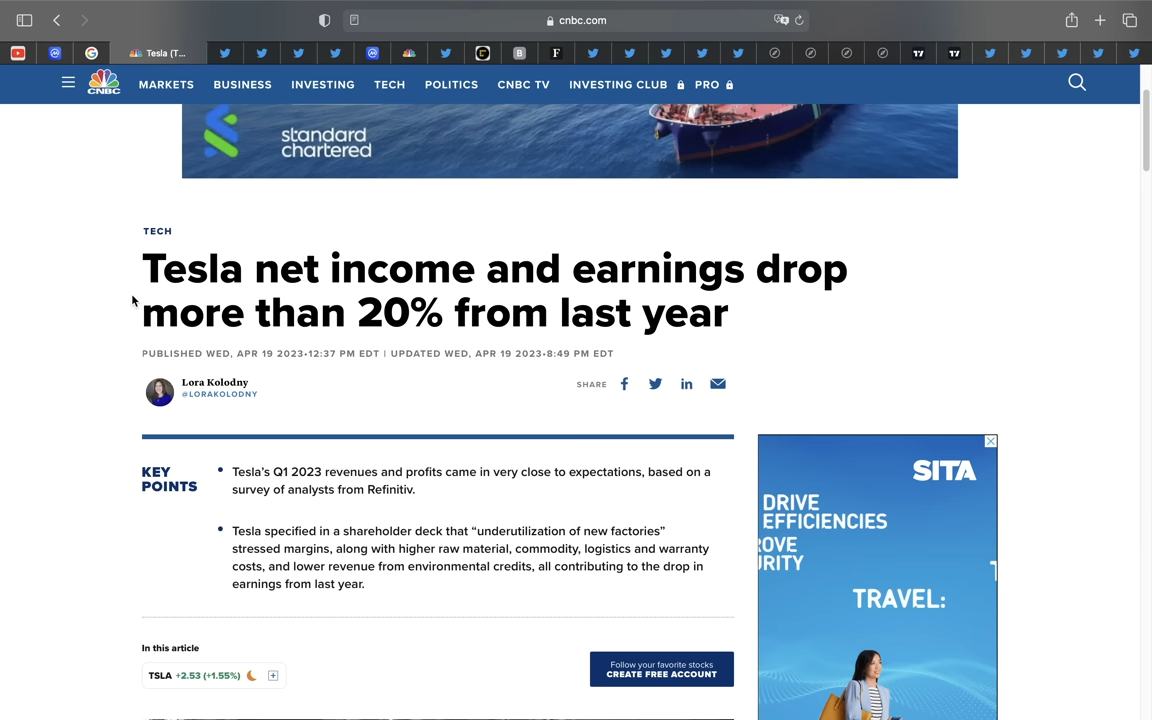 cnbc.com
Tesla (T...
CNBC
MARKETS BUSINESS INVESTING TECH POLITICS CNBC TV INVESTING CLUB PRO
standard
chartered
TECH
Tesla net income and earnings drop
more than 20% from last year
PUBLISHED WED, APR 19 2023•12:37 PM EDT | UPDATED WED, APR 19 2023•8:49 PM EDT
Lora Kolodny
@LORAKOLODNY
SHARE
KEY
POINTS
Tesla's Q1 2023 revenues and profits came in very close to expectations, based on a
survey of analysts from Refinitiv.
Tesla specified in a shareholder deck that “underutilization of new factories”
stressed margins, along with higher raw material, commodity, logistics and warranty
costs, and lower revenue from environmental credits, all contributing to the drop in
earnings from last year.
In this article
TSLA +2.53 (+1.55%)
Follow your favorite stocks
CREATE FREE ACCOUNT
SITA
DRIVE
EFFICIENCIES
ROVE
URITY
TRAVEL: